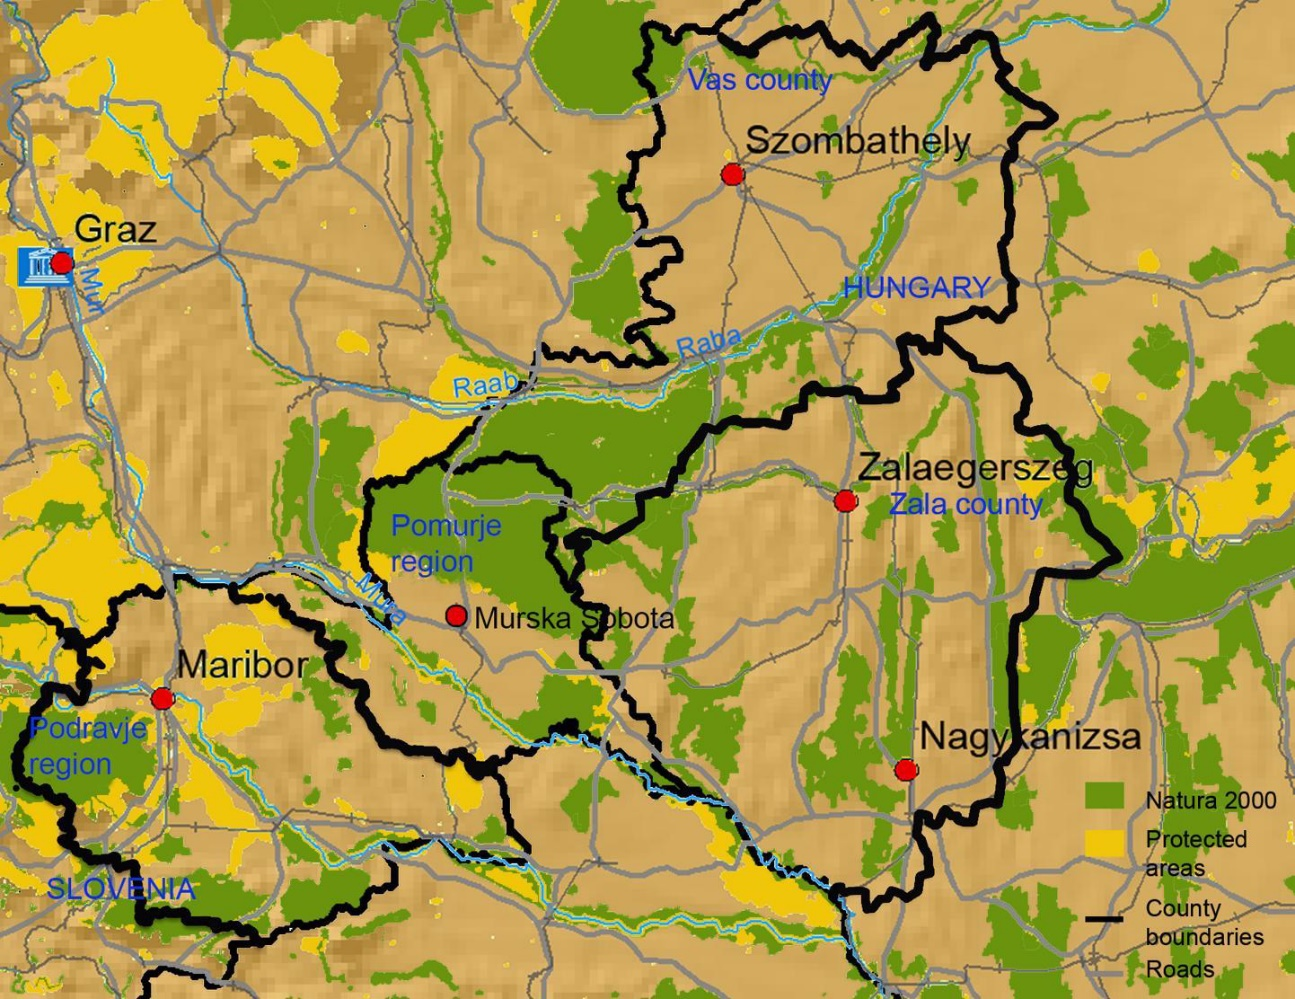 Vas county
Szombathely
Graz
Mur
HUNGARY
Raba
Raab
Zalaegerszeg
Zala county
Pomurje
region
Mura
Murska Sobota
Maribor
Podravje
region
Nagykanizsa
SLOVENIA
Natura 2000
Protected
areas
County
boundaries
Roads